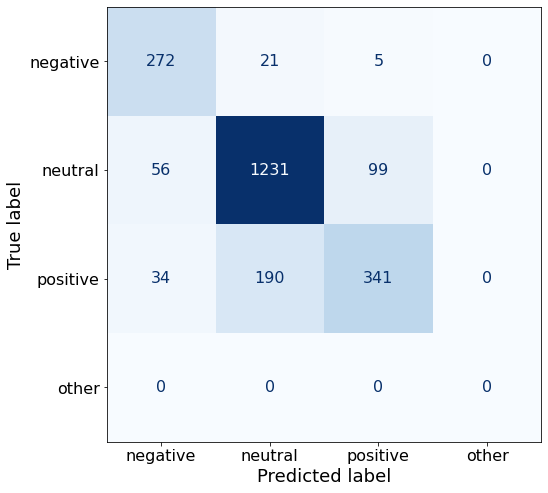 True label
negative 272 21 5 0
neutral 56 1231 99 0
positive 34 190 341 0
other 0 0 0 0
negative neutral positive other
Predicted label